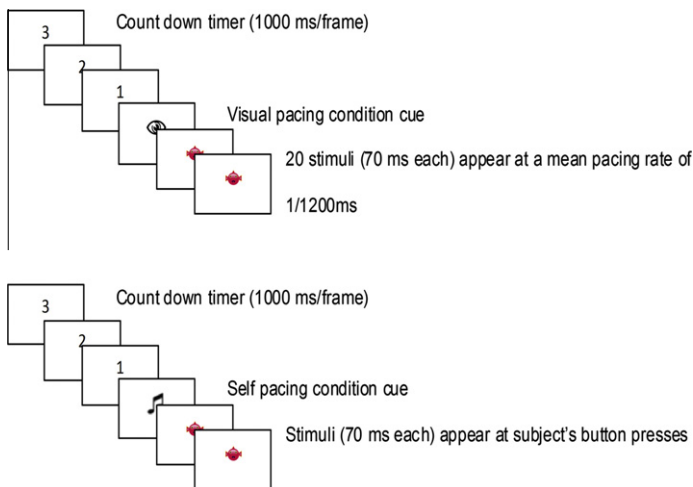 3
Count down timer (1000 ms/frame)
2
1
Visual pacing condition cue
20 stimuli (70 ms each) appear at a mean pacing rate of
1/1200ms
3
Count down timer (1000 ms/frame)
2
1
Self pacing condition cue
Stimuli (70 ms each) appear at subject's button presses